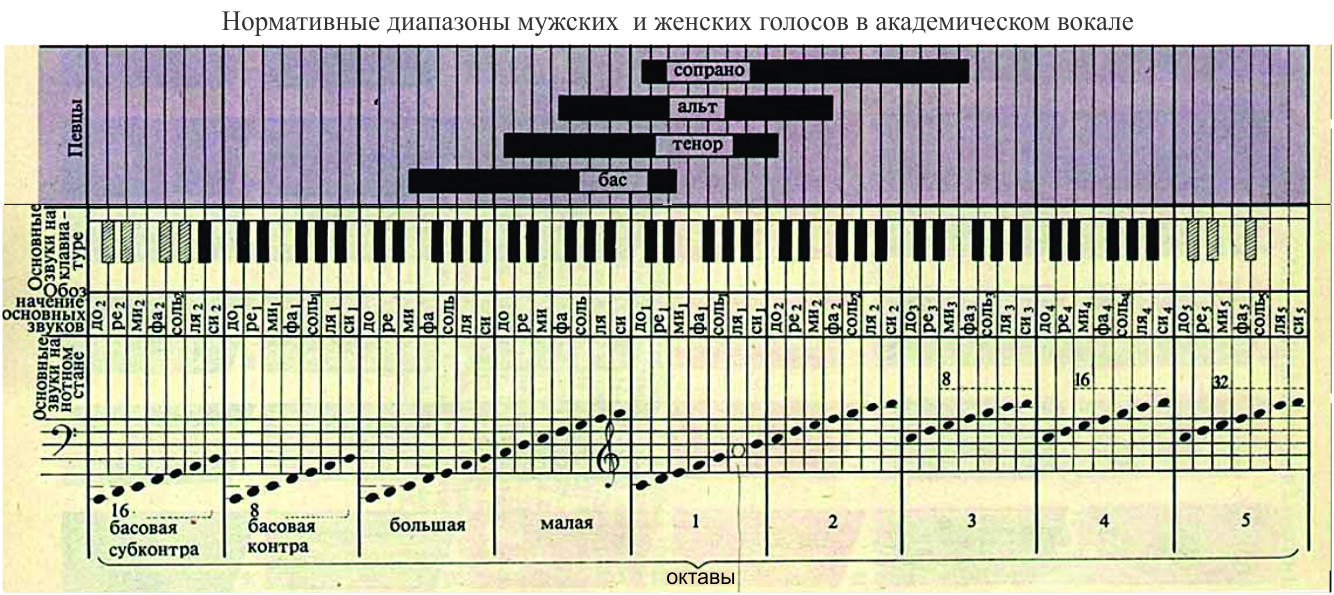 Нормативные диапазоны мужских и женских голосов в академическом вокале
Певцы
сопрано
альт
тенор
бас
Основные
звуки на
клавиа-
туре
Обоз
начение
основных
звуков
до2 ре2 ми2 фа2 соль2 ля2 си2 до1 ре1 ми1 фа1 соль1 ля1 си1 до ре ми фа соль ля си до ре ми фа соль ля си до1 ре1 ми1 фа1 соль1 ля1 си1 до2 ре2 ми2 фа2 соль2 ля2 си2 до3 ре3 ми3 фа3 соль3 ля3 си3 до4 ре4 ми4 фа4 соль4 ля4 си4 до5 ре5 ми5 фа5 соль5 ля5 си5
Основные
звуки на
нотном
стане
8 16 32
16 8
басовая
субконтра
басовая
контра
большая
малая
1 2 3 4 5
октавы